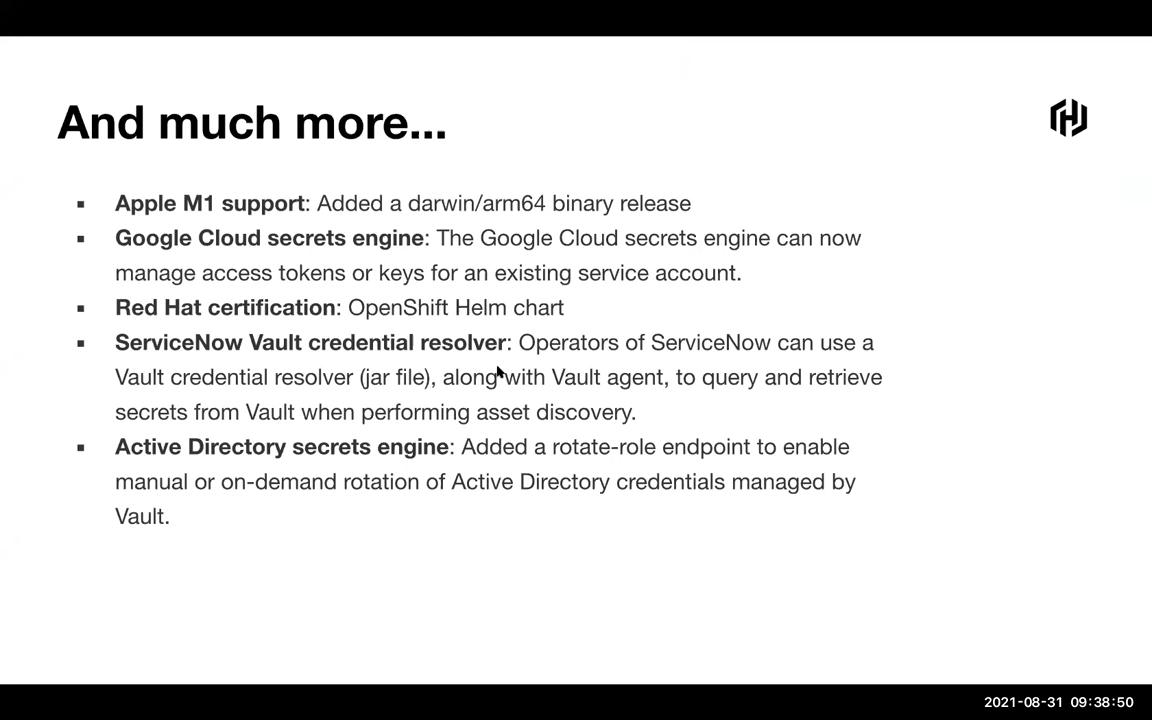 And much more...
▪ Apple M1 support: Added a darwin/arm64 binary release
▪ Google Cloud secrets engine: The Google Cloud secrets engine can now
manage access tokens or keys for an existing service account.
▪ Red Hat certification: OpenShift Helm chart
▪ ServiceNow Vault credential resolver: Operators of ServiceNow can use a
Vault credential resolver (jar file), along with Vault agent, to query and retrieve
secrets from Vault when performing asset discovery.
▪ Active Directory secrets engine: Added a rotate-role endpoint to enable
manual or on-demand rotation of Active Directory credentials managed by
Vault.
2021-08-31 09:38:50